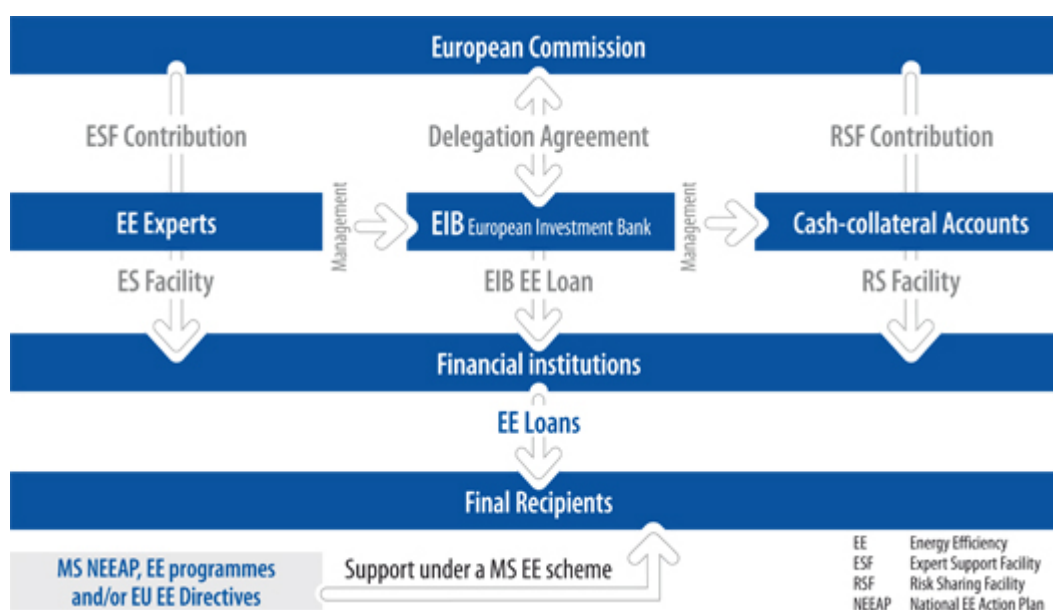 European Commission
ESF Contribution
Delegation Agreement
RSF Contribution
EE Experts
Management
EIB European Investment Bank
Management
Cash-collateral Accounts
ES Facility
EIB EE Loan
RS Facility
Financial institutions
EE Loans
Final Recipients
MS NEEAP, EE programmes
and/or EU EE Directives
Support under a MS EE scheme
EE Energy Efficiency
ESF Expert Support Facility
RSF Risk Sharing Facility
NEEAP National EE Action Plan